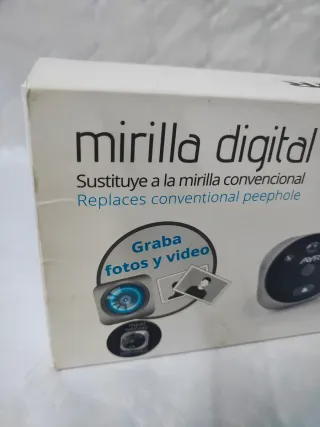 mirilla digital
Sustituye a la mirilla convencional
Replaces conventional peephole
Graba
fotos y video